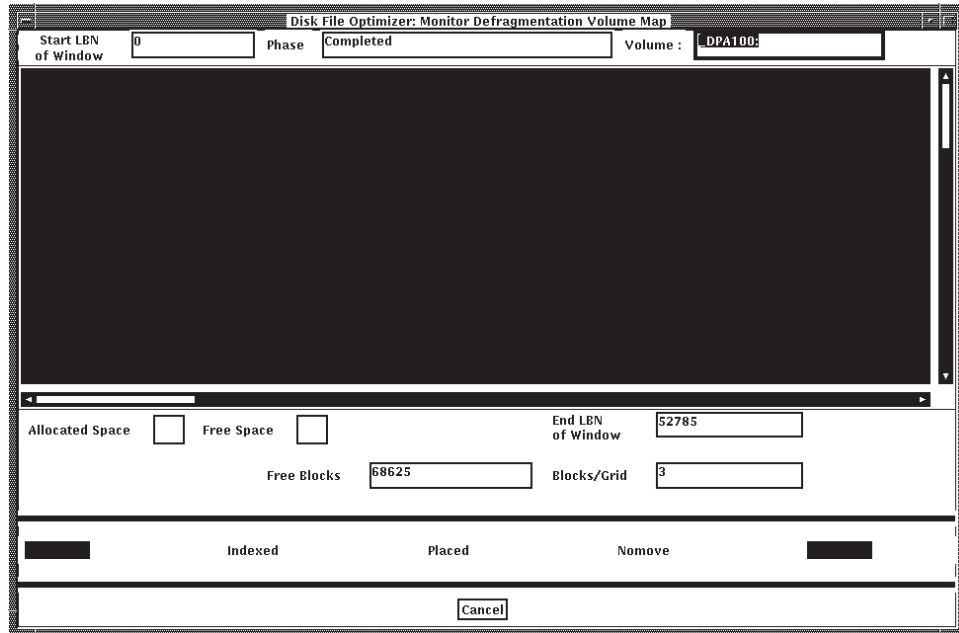 Disk File Optimizer: Monitor Defragmentation Volume Map
Start LBN of Window
0
Phase
Completed
Volume :
_DPA100:
Allocated Space
Free Space
End LBN of Window
52785
Free Blocks
68625
Blocks/Grid
3
Indexed
Placed
Nomove
Cancel